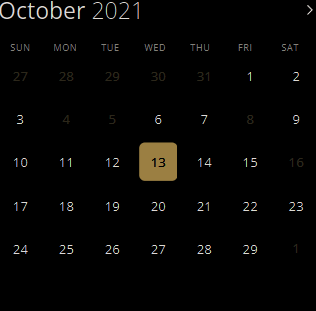 October 2021
SUN MON TUE WED THU FRI SAT
27 28 29 30 31 1 2
3 4 5 6 7 8 9
10 11 12 13 14 15 16
17 18 19 20 21 22 23
24 25 26 27 28 29 1